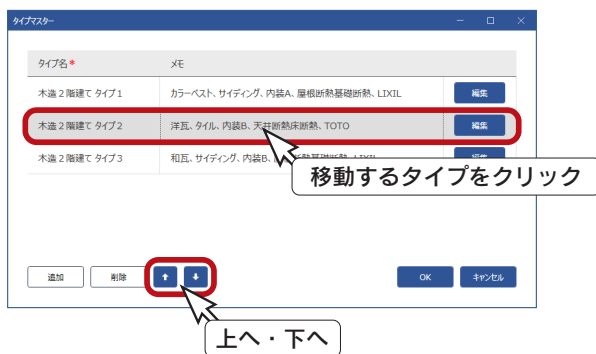 タイプマスター
タイプ名* メモ
木造2階建て タイプ1 カラーベスト、サイディング、内装A、屋根断熱基礎断熱、LIXIL 編集
木造2階建て タイプ2 洋瓦、タイル、内装B、天井断熱床断熱、TOTO 編集
木造2階建て タイプ3 和瓦、サイディング、内装B、
移動するタイプをクリック
追加 削除 OK キャンセル
上へ・下へ